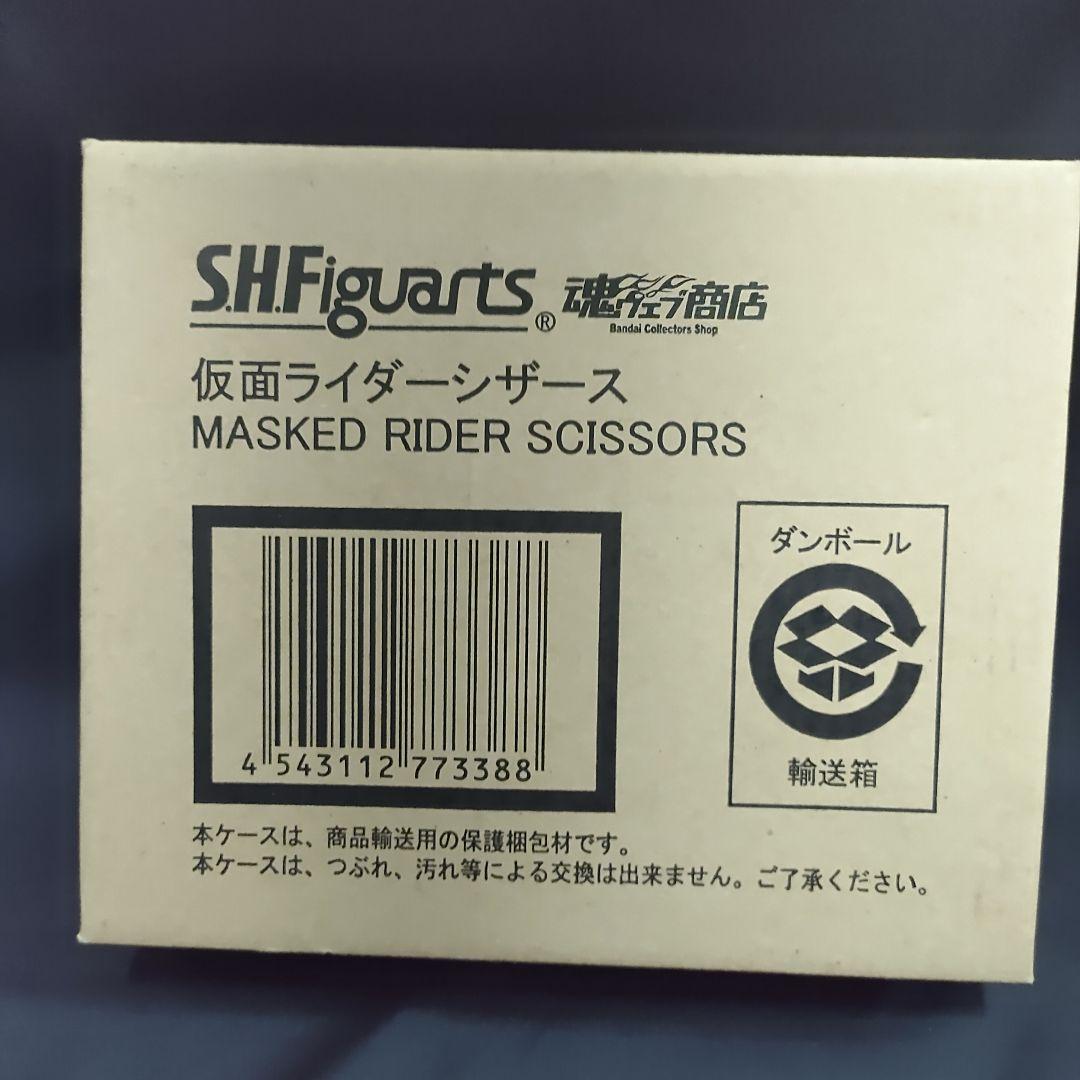 S.H.Figuarts® 魂ウェブ商店
Bandai Collectors Shop
仮面ライダーシザース
MASKED RIDER SCISSORS
ダンボール
輸送箱
4 543112 773388
本ケースは、商品輸送用の保護梱包材です。
本ケースは、つぶれ、汚れ等による交換は出来ません。ご了承ください。